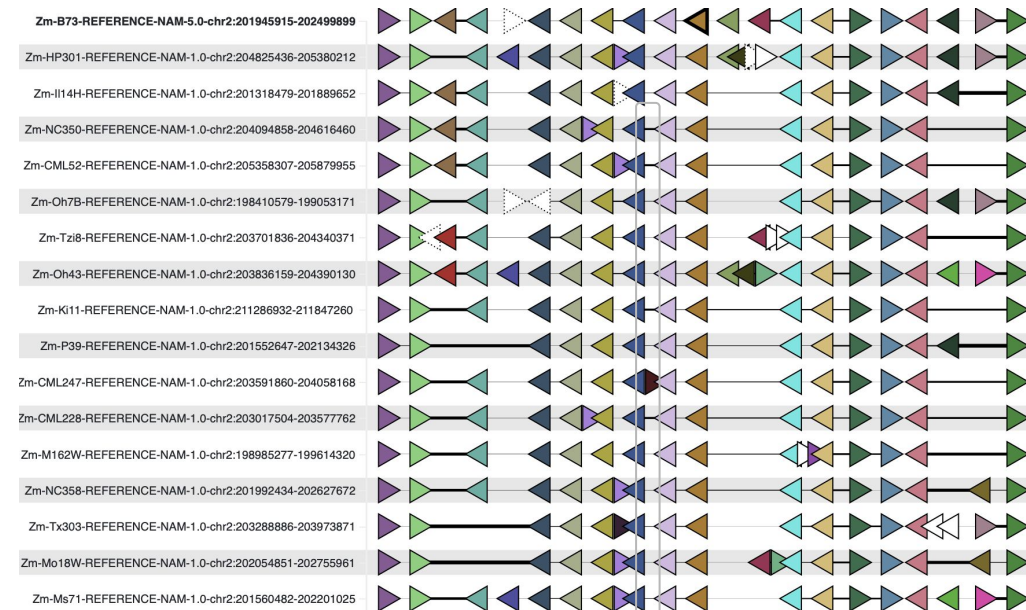 Zm-B73-REFERENCE-NAM-5.0-chr2:201945915-202499899
Zm-HP301-REFERENCE-NAM-1.0-chr2:204825436-205380212
Zm-Il14H-REFERENCE-NAM-1.0-chr2:201318479-201889652
Zm-NC350-REFERENCE-NAM-1.0-chr2:204094858-204616460
Zm-CML52-REFERENCE-NAM-1.0-chr2:205358307-205879955
Zm-Oh7B-REFERENCE-NAM-1.0-chr2:198410579-199053171
Zm-Tzi8-REFERENCE-NAM-1.0-chr2:203701836-204340371
Zm-Oh43-REFERENCE-NAM-1.0-chr2:203836159-204390130
Zm-Ki11-REFERENCE-NAM-1.0-chr2:211286932-211847260
Zm-P39-REFERENCE-NAM-1.0-chr2:201552647-202134326
Zm-CML247-REFERENCE-NAM-1.0-chr2:203591860-204058168
Zm-CML228-REFERENCE-NAM-1.0-chr2:203017504-203577762
Zm-M162W-REFERENCE-NAM-1.0-chr2:198985277-199614320
Zm-NC358-REFERENCE-NAM-1.0-chr2:201992434-202627672
Zm-Tx303-REFERENCE-NAM-1.0-chr2:203288886-203973871
Zm-Mo18W-REFERENCE-NAM-1.0-chr2:202054851-202755961
Zm-Ms71-REFERENCE-NAM-1.0-chr2:201560482-202201025